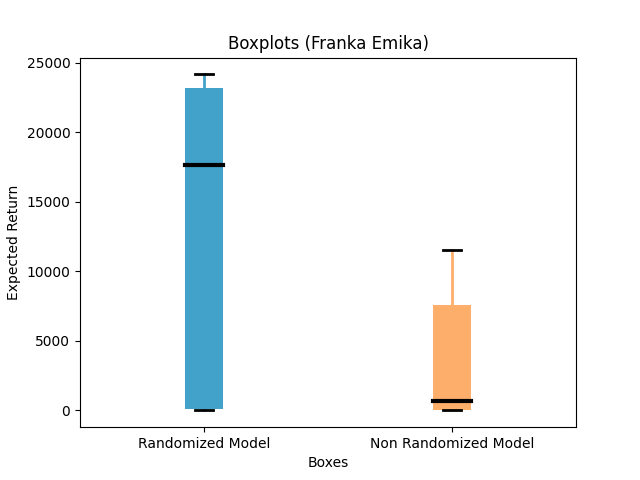 Boxplots (Franka Emika)
25000
20000
15000
10000
5000
0
Expected Return
Randomized Model
Non Randomized Model
Boxes